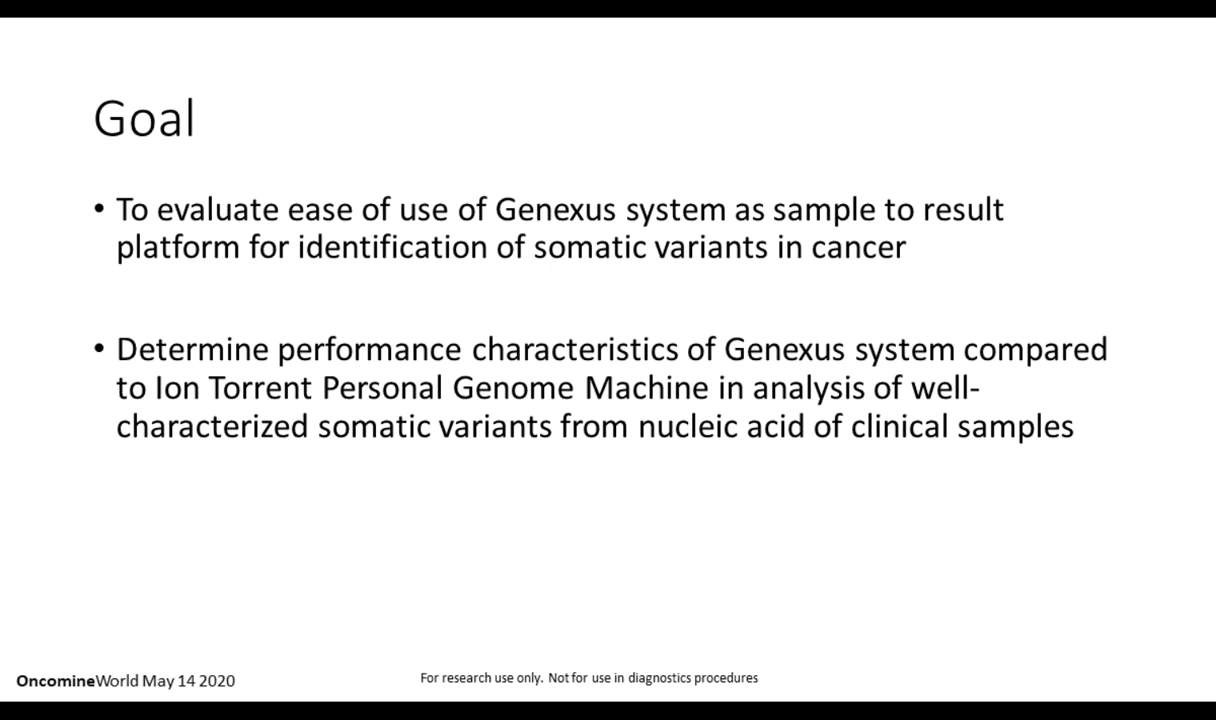 Goal
• To evaluate ease of use of Genexus system as sample to result
platform for identification of somatic variants in cancer
• Determine performance characteristics of Genexus system compared
to Ion Torrent Personal Genome Machine in analysis of well-
characterized somatic variants from nucleic acid of clinical samples
OncomineWorld May 14 2020
For research use only. Not for use in diagnostics procedures